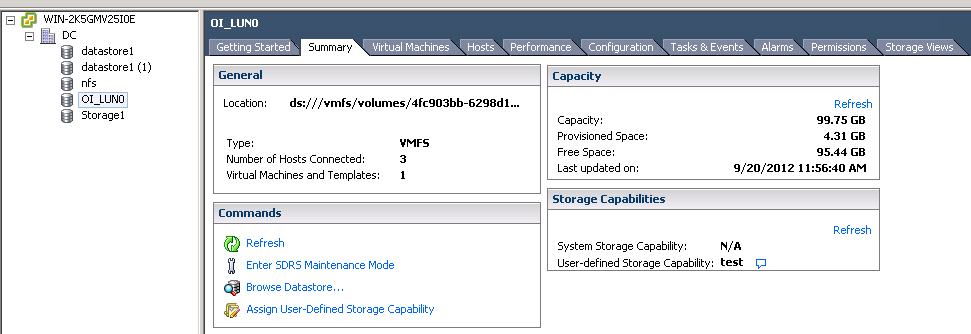 WIN-2K5GMV25I0E
DC
datastore1
datastore1 (1)
nfs
OI_LUN0
Storage1
OI_LUN0
Getting Started Summary Virtual Machines Hosts Performance Configuration Tasks & Events Alarms Permissions Storage Views
General
Location: ds:///vmfs/volumes/4fc903bb-6298d1...
Type: VMFS
Number of Hosts Connected: 3
Virtual Machines and Templates: 1
Commands
Refresh
Enter SDRS Maintenance Mode
Browse Datastore...
Assign User-Defined Storage Capability
Capacity
Refresh
Capacity: 99.75 GB
Provisioned Space: 4.31 GB
Free Space: 95.44 GB
Last updated on: 9/20/2012 11:56:40 AM
Storage Capabilities
Refresh
System Storage Capability: N/A
User-defined Storage Capability: test